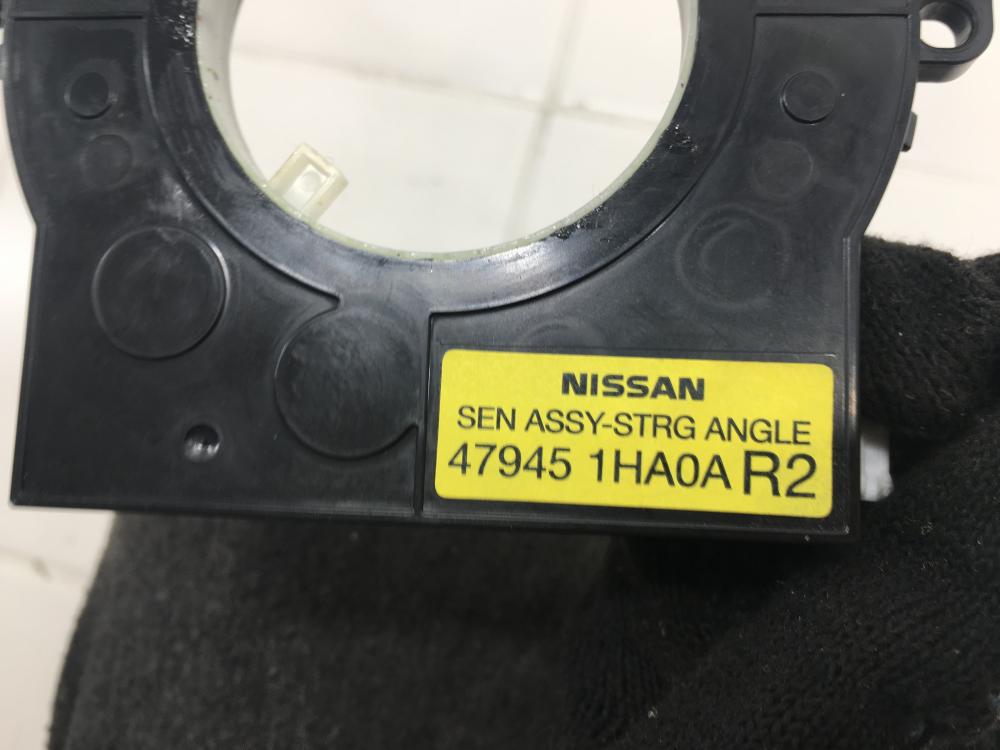 NISSAN
SEN ASSY-STRG ANGLE
47945 1HA0A R2